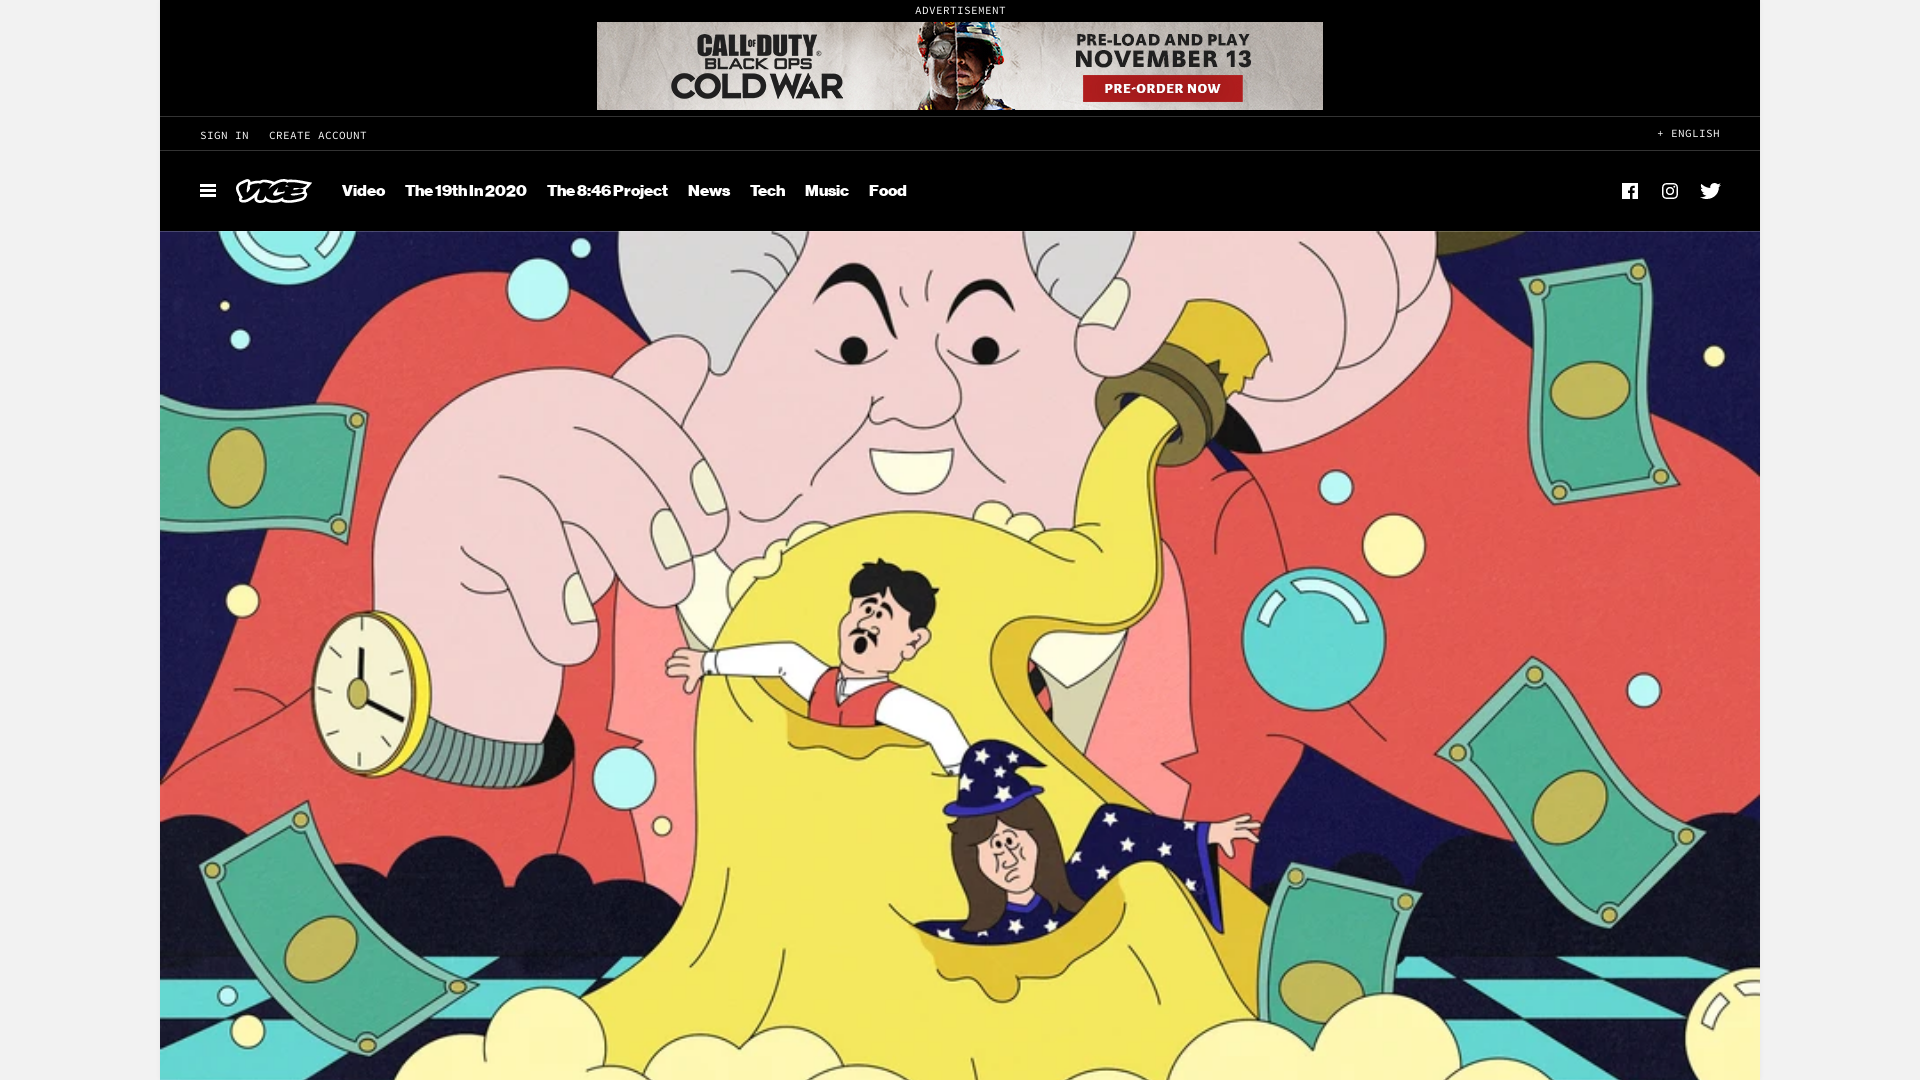 ADVERTISEMENT
CALL OF DUTY®
BLACK OPS
COLD WAR
PRE-LOAD AND PLAY
NOVEMBER 13
PRE-ORDER NOW
SIGN IN CREATE ACCOUNT + ENGLISH
VICE Video The 19th In 2020 The 8:46 Project News Tech Music Food